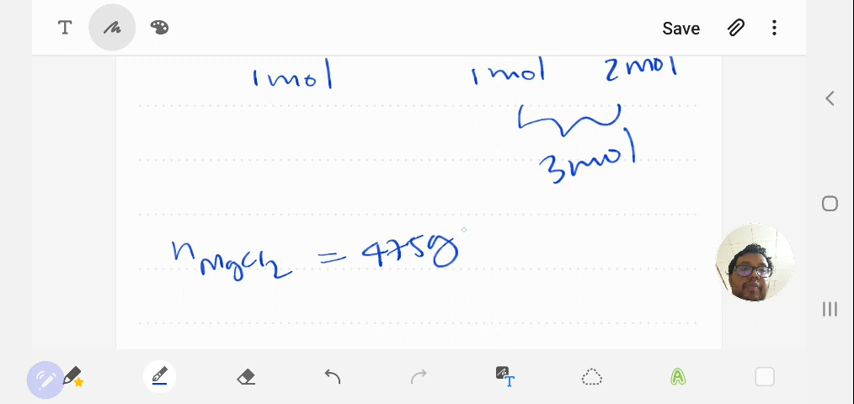 T Save
1mol 1mol 2mol
3mol
nMgCl2 = 475g
T
A